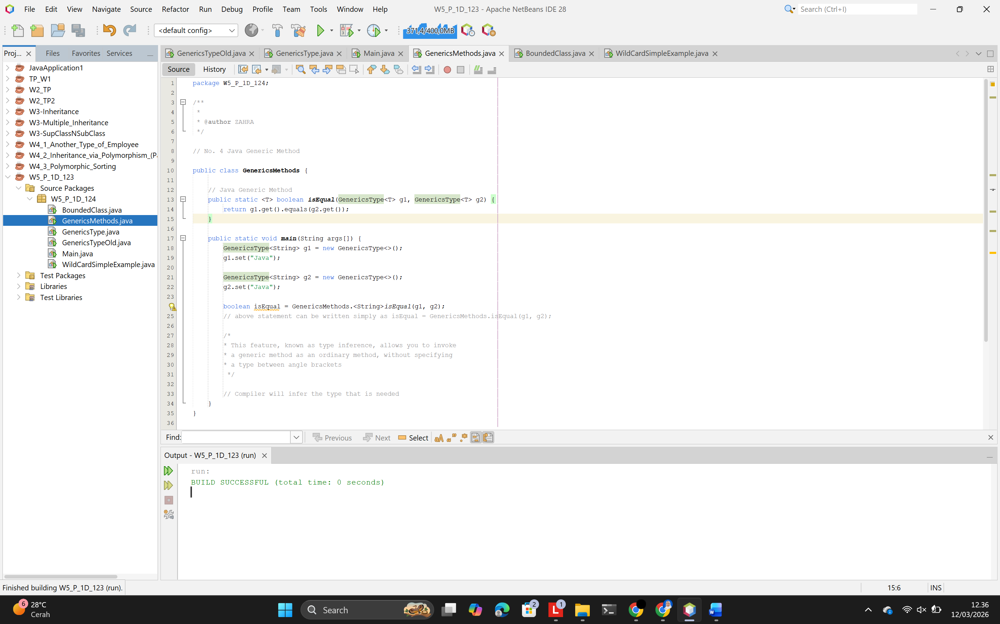 File Edit View Navigate Source Refactor Run Debug Profile Team Tools Window Help
W5_P_1D_123 - Apache NetBeans IDE 28
Search (Ctrl+I)
<default config>
371,4/400,0MB
Proj... Files Favorites Services
GenericsTypeOld.java GenericsType.java Main.java GenericsMethods.java BoundedClass.java WildCardSimpleExample.java
Source History
JavaApplication1
TP_W1
W2_TP
W2_TP2
W3-Inheritance
W3-Multiple_Inheritance
W3-SupClassNSubClass
W4_1_Another_Type_of_Employee
W4_2_Inheritance_via_Polymorphism_(P
W4_3_Polymorphic_Sorting
W5_P_1D_123
Source Packages
W5_P_1D_124
BoundedClass.java
GenericsMethods.java
GenericsType.java
GenericsTypeOld.java
Main.java
WildCardSimpleExample.java
Test Packages
Libraries
Test Libraries
1 package W5_P_1D_124;
2
3 /**
4 *
5 * @author ZAHRA
6 */
7
8 // No. 4 Java Generic Method
9
10 public class GenericsMethods {
11
12 // Java Generic Method
13 public static <T> boolean isEqual(GenericsType<T> g1, GenericsType<T> g2) {
14 return g1.get().equals(g2.get());
15 }
16
17 public static void main(String args[]) {
18 GenericsType<String> g1 = new GenericsType<>();
19 g1.set("Java");
20
21 GenericsType<String> g2 = new GenericsType<>();
22 g2.set("Java");
23
boolean isEqual = GenericsMethods.<String>isEqual(g1, g2);
25 // above statement can be written simply as isEqual = GenericsMethods.isEqual(g1, g2);
26
27 /*
28 * This feature, known as type inference, allows you to invoke
29 * a generic method as an ordinary method, without specifying
30 * a type between angle brackets
31 */
32
33 // Compiler will infer the type that is needed
34 }
35 }
36
Find: Previous Next Select
Output - W5_P_1D_123 (run)
run:
BUILD SUCCESSFUL (total time: 0 seconds)
Finished building W5_P_1D_123 (run).
15:6 INS
6
28°C
Cerah
Search
2
1
12.36
12/03/2026